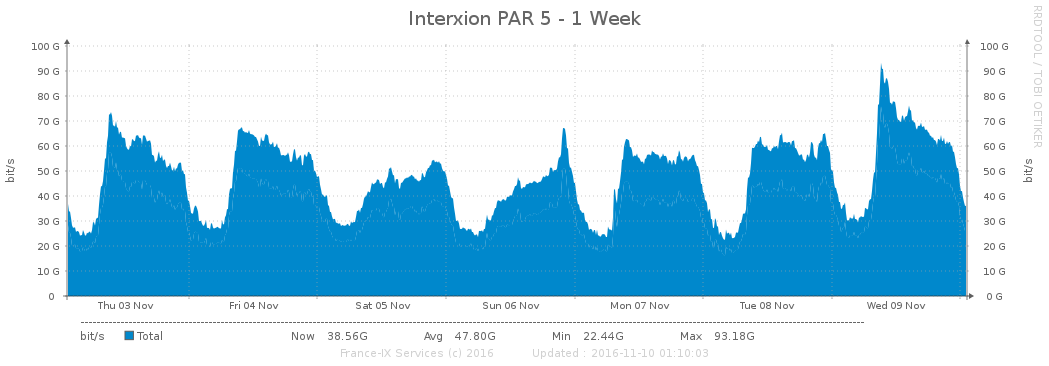 Interxion PAR 5 - 1 Week
RRDTOOL / TOBI OETIKER
bit/s
100 G 100 G
90 G 90 G
80 G 80 G
70 G 70 G
60 G 60 G
50 G 50 G
40 G 40 G
30 G 30 G
20 G 20 G
10 G 10 G
0 0 G
bit/s
Thu 03 Nov Fri 04 Nov Sat 05 Nov Sun 06 Nov Mon 07 Nov Tue 08 Nov Wed 09 Nov
bit/s Total Now 38.56G Avg 47.80G Min 22.44G Max 93.18G
France-IX Services (c) 2016 Updated : 2016-11-10 01:10:03